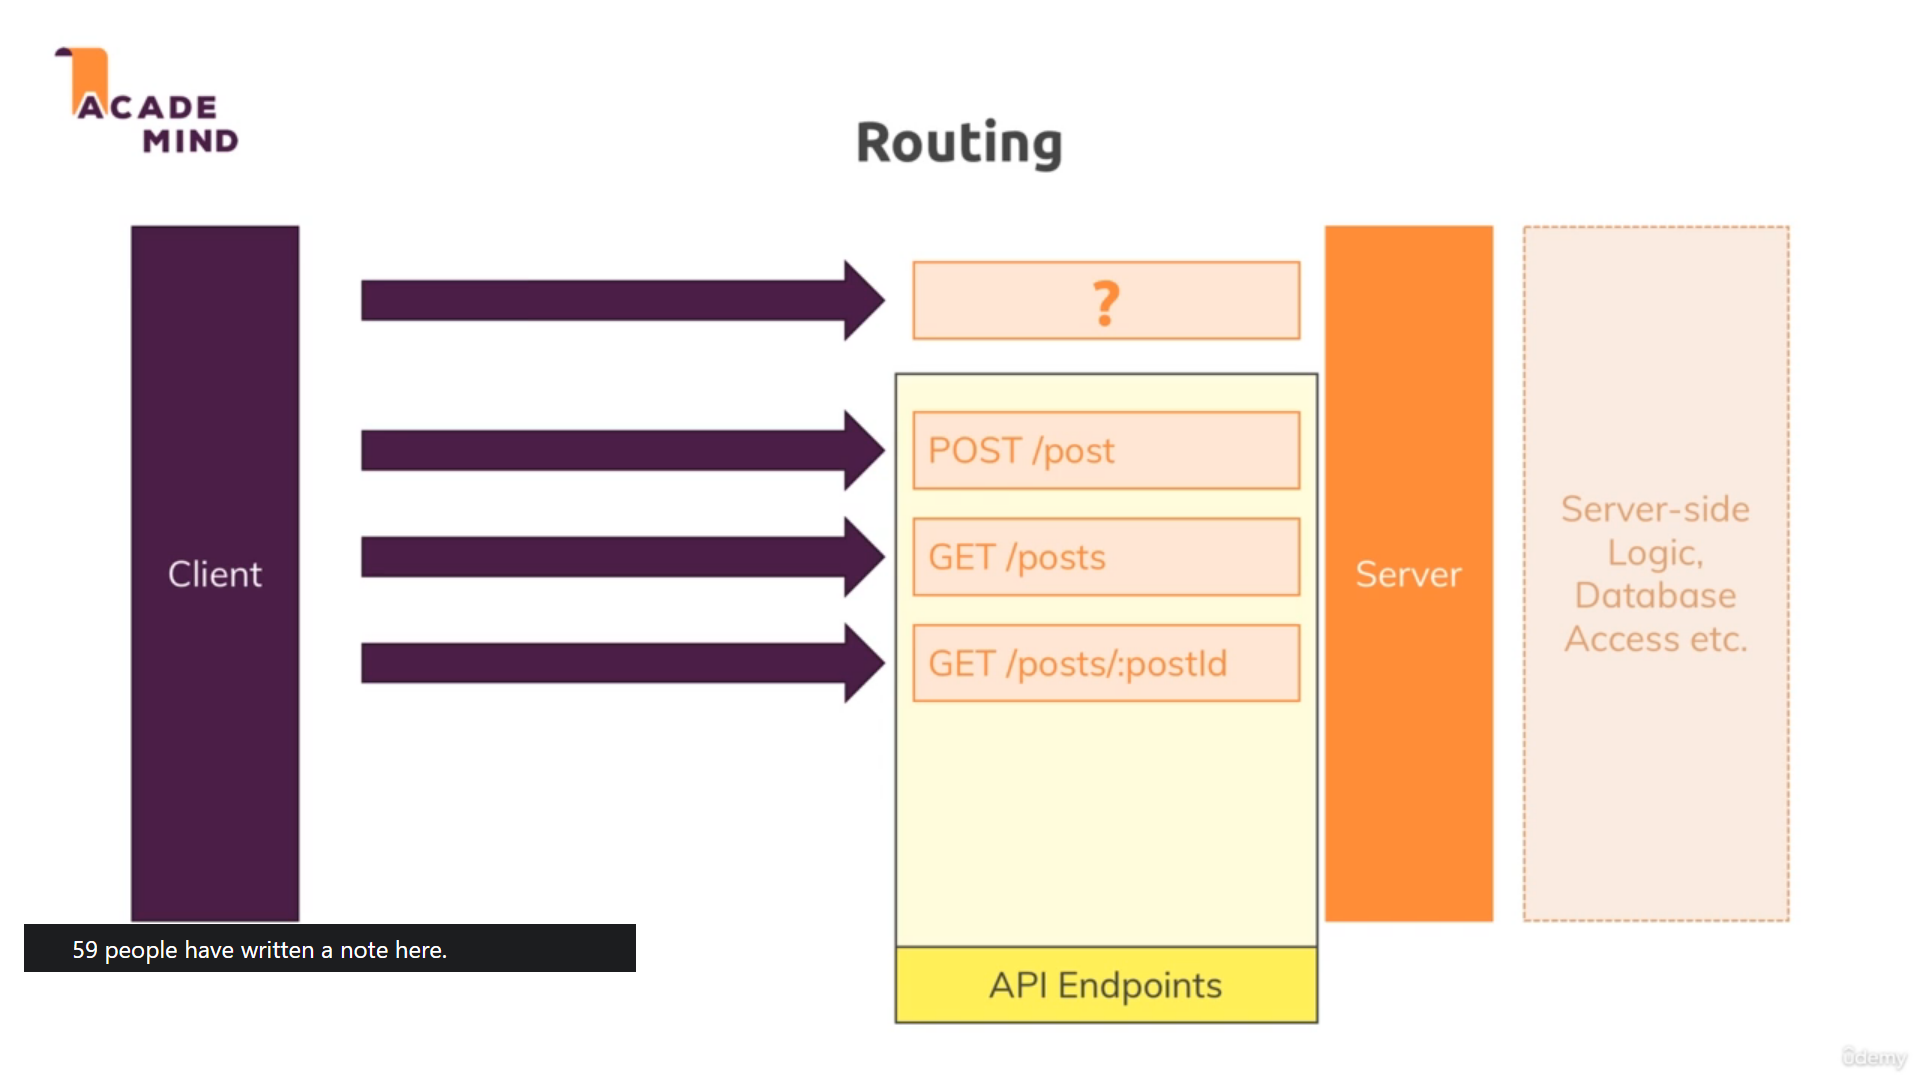 ACADE
MIND
Routing
?
POST /post
GET /posts
GET /posts/:postId
Client
Server
Server-side
Logic,
Database
Access etc.
59 people have written a note here.
API Endpoints
ûdemy